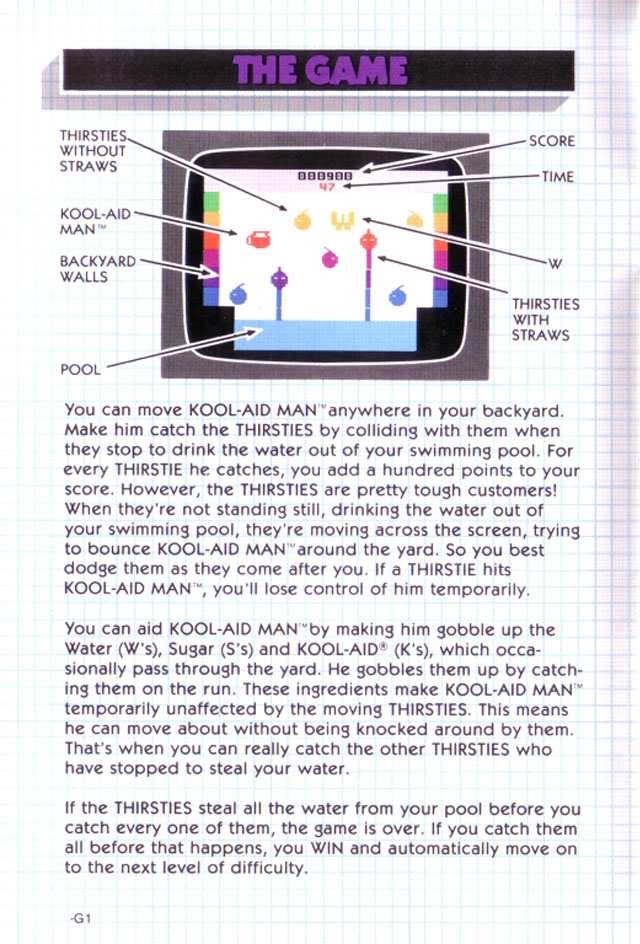 THE GAME
THIRSTIES
WITHOUT
STRAWS
KOOL-AID
MAN™
BACKYARD
WALLS
POOL
SCORE
TIME
W
THIRSTIES
WITH
STRAWS
000900
47
W
You can move KOOL-AID MAN™ anywhere in your backyard.
Make him catch the THIRSTIES by colliding with them when
they stop to drink the water out of your swimming pool. For
every THIRSTIE he catches, you add a hundred points to your
score. However, the THIRSTIES are pretty tough customers!
When they're not standing still, drinking the water out of
your swimming pool, they're moving across the screen, trying
to bounce KOOL-AID MAN™ around the yard. So you best
dodge them as they come after you. If a THIRSTIE hits
KOOL-AID MAN™, you'll lose control of him temporarily.
You can aid KOOL-AID MAN™ by making him gobble up the
Water (W's), Sugar (S's) and KOOL-AID® (K's), which occa-
sionally pass through the yard. He gobbles them up by catch-
ing them on the run. These ingredients make KOOL-AID MAN™
temporarily unaffected by the moving THIRSTIES. This means
he can move about without being knocked around by them.
That's when you can really catch the other THIRSTIES who
have stopped to steal your water.
If the THIRSTIES steal all the water from your pool before you
catch every one of them, the game is over. If you catch them
all before that happens, you WIN and automatically move on
to the next level of difficulty.
-G1